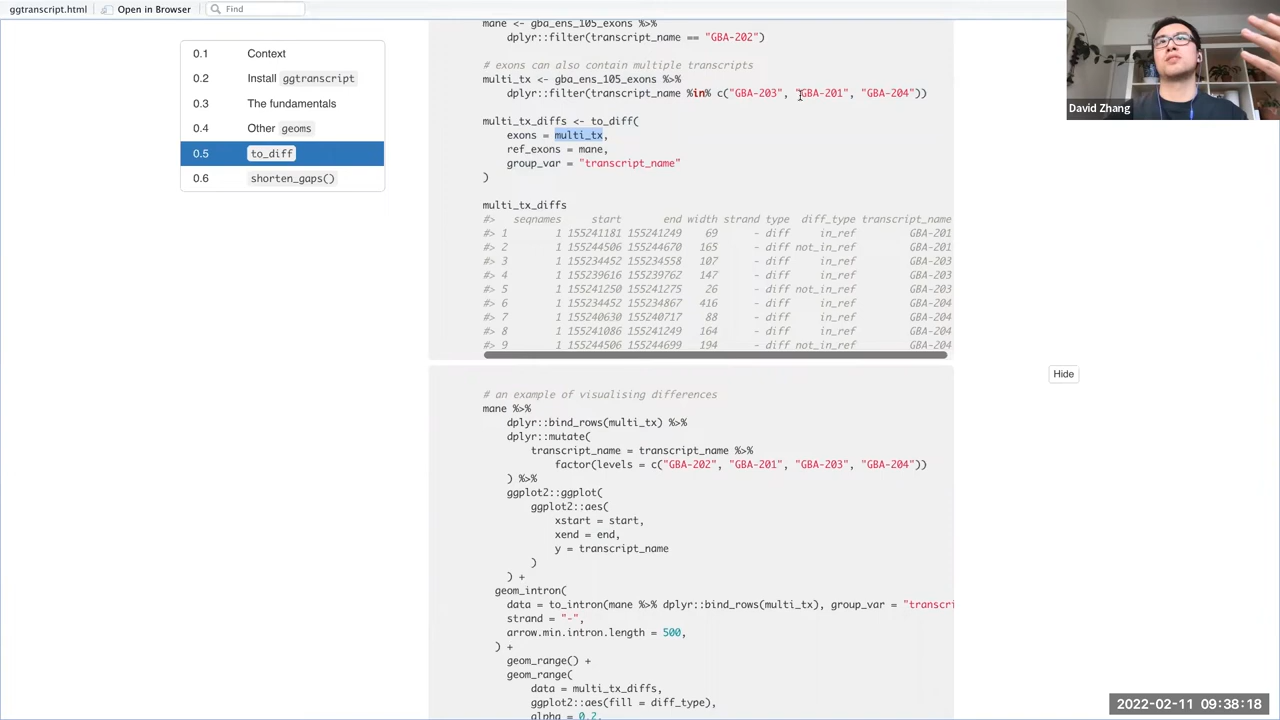 ggtranscript.html
Open in Browser
Find
0.1 Context
0.2 Install ggtranscript
0.3 The fundamentals
0.4 Other geoms
0.5 to_diff
0.6 shorten_gaps()
mane <- gba_ens_105_exons %>%
dplyr::filter(transcript_name == "GBA-202")
# exons can also contain multiple transcripts
multi_tx <- gba_ens_105_exons %>%
dplyr::filter(transcript_name %in% c("GBA-203", "GBA-201", "GBA-204"))
multi_tx_diffs <- to_diff(
exons = multi_tx,
ref_exons = mane,
group_var = "transcript_name"
)
multi_tx_diffs
#> seqnames start end width strand type diff_type transcript_name
#> 1 1 155241181 155241249 69 - diff in_ref GBA-201
#> 2 1 155244506 155244670 165 - diff not_in_ref GBA-201
#> 3 1 155234452 155234558 107 - diff in_ref GBA-203
#> 4 1 155239616 155239762 147 - diff in_ref GBA-203
#> 5 1 155241250 155241275 26 - diff not_in_ref GBA-203
#> 6 1 155234452 155234867 416 - diff in_ref GBA-204
#> 7 1 155240630 155240717 88 - diff in_ref GBA-204
#> 8 1 155241086 155241249 164 - diff in_ref GBA-204
#> 9 1 155244506 155244699 194 - diff not_in_ref GBA-204
Hide
# an example of visualising differences
mane %>%
dplyr::bind_rows(multi_tx) %>%
dplyr::mutate(
transcript_name = transcript_name %>%
factor(levels = c("GBA-202", "GBA-201", "GBA-203", "GBA-204"))
) %>%
ggplot2::ggplot(
ggplot2::aes(
xstart = start,
xend = end,
y = transcript_name
)
) +
geom_intron(
data = to_intron(mane %>% dplyr::bind_rows(multi_tx), group_var = "transcri
strand = "-",
arrow.min.intron.length = 500,
) +
geom_range() +
geom_range(
data = multi_tx_diffs,
ggplot2::aes(fill = diff_type),
alpha = 0.2,
David Zhang
2022-02-11 09:38:18